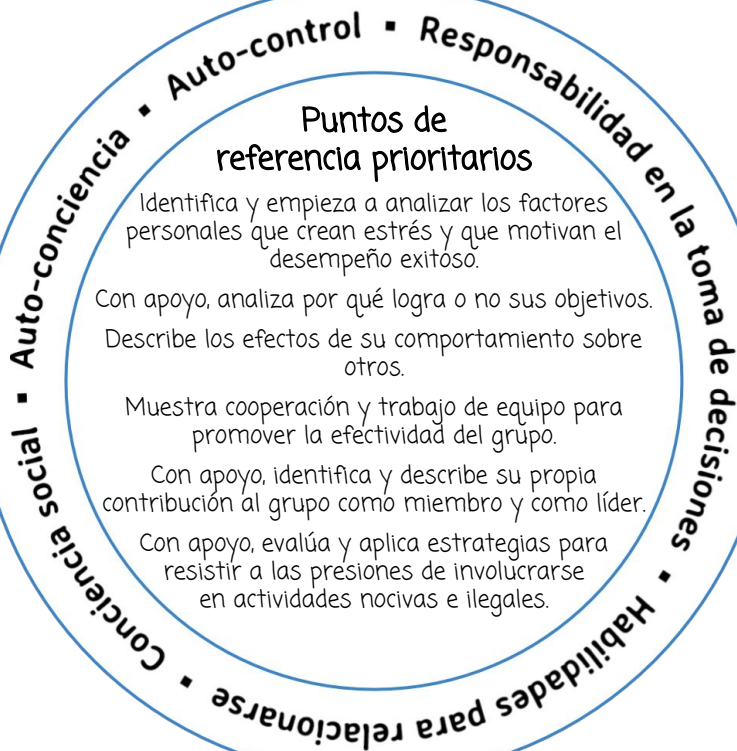 Auto-conciencia ▪ Auto-control ▪ Responsabilidad en la toma de decisiones ▪ Habilidades para relacionarse ▪ Conciencia social ▪
Puntos de
referencia prioritarios
Identifica y empieza a analizar los factores
personales que crean estrés y que motivan el
desempeño exitoso.
Con apoyo, analiza por qué logra o no sus objetivos.
Describe los efectos de su comportamiento sobre
otros.
Muestra cooperación y trabajo de equipo para
promover la efectividad del grupo.
Con apoyo, identifica y describe su propia
contribución al grupo como miembro y como líder.
Con apoyo, evalúa y aplica estrategias para
resistir a las presiones de involucrarse
en actividades nocivas e ilegales.